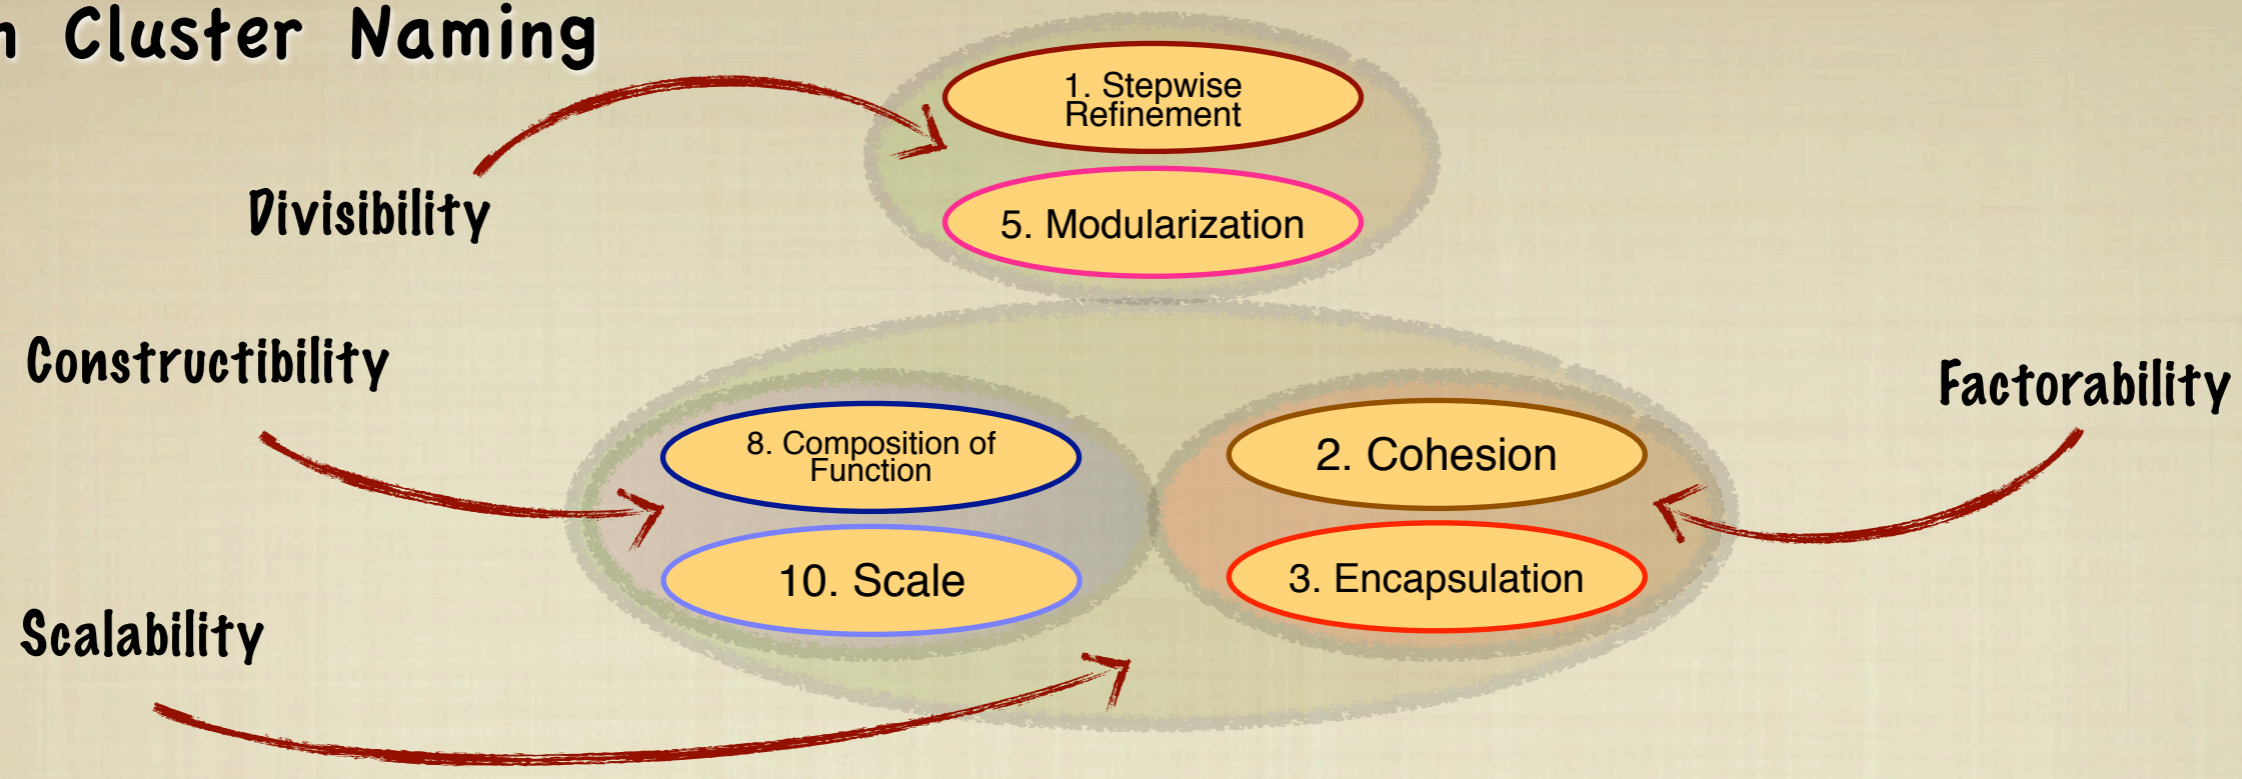 Cluster Naming
1. Stepwise
Refinement
Divisibility
5. Modularization
Constructibility
Factorability
8. Composition of
Function
2. Cohesion
10. Scale
3. Encapsulation
Scalability